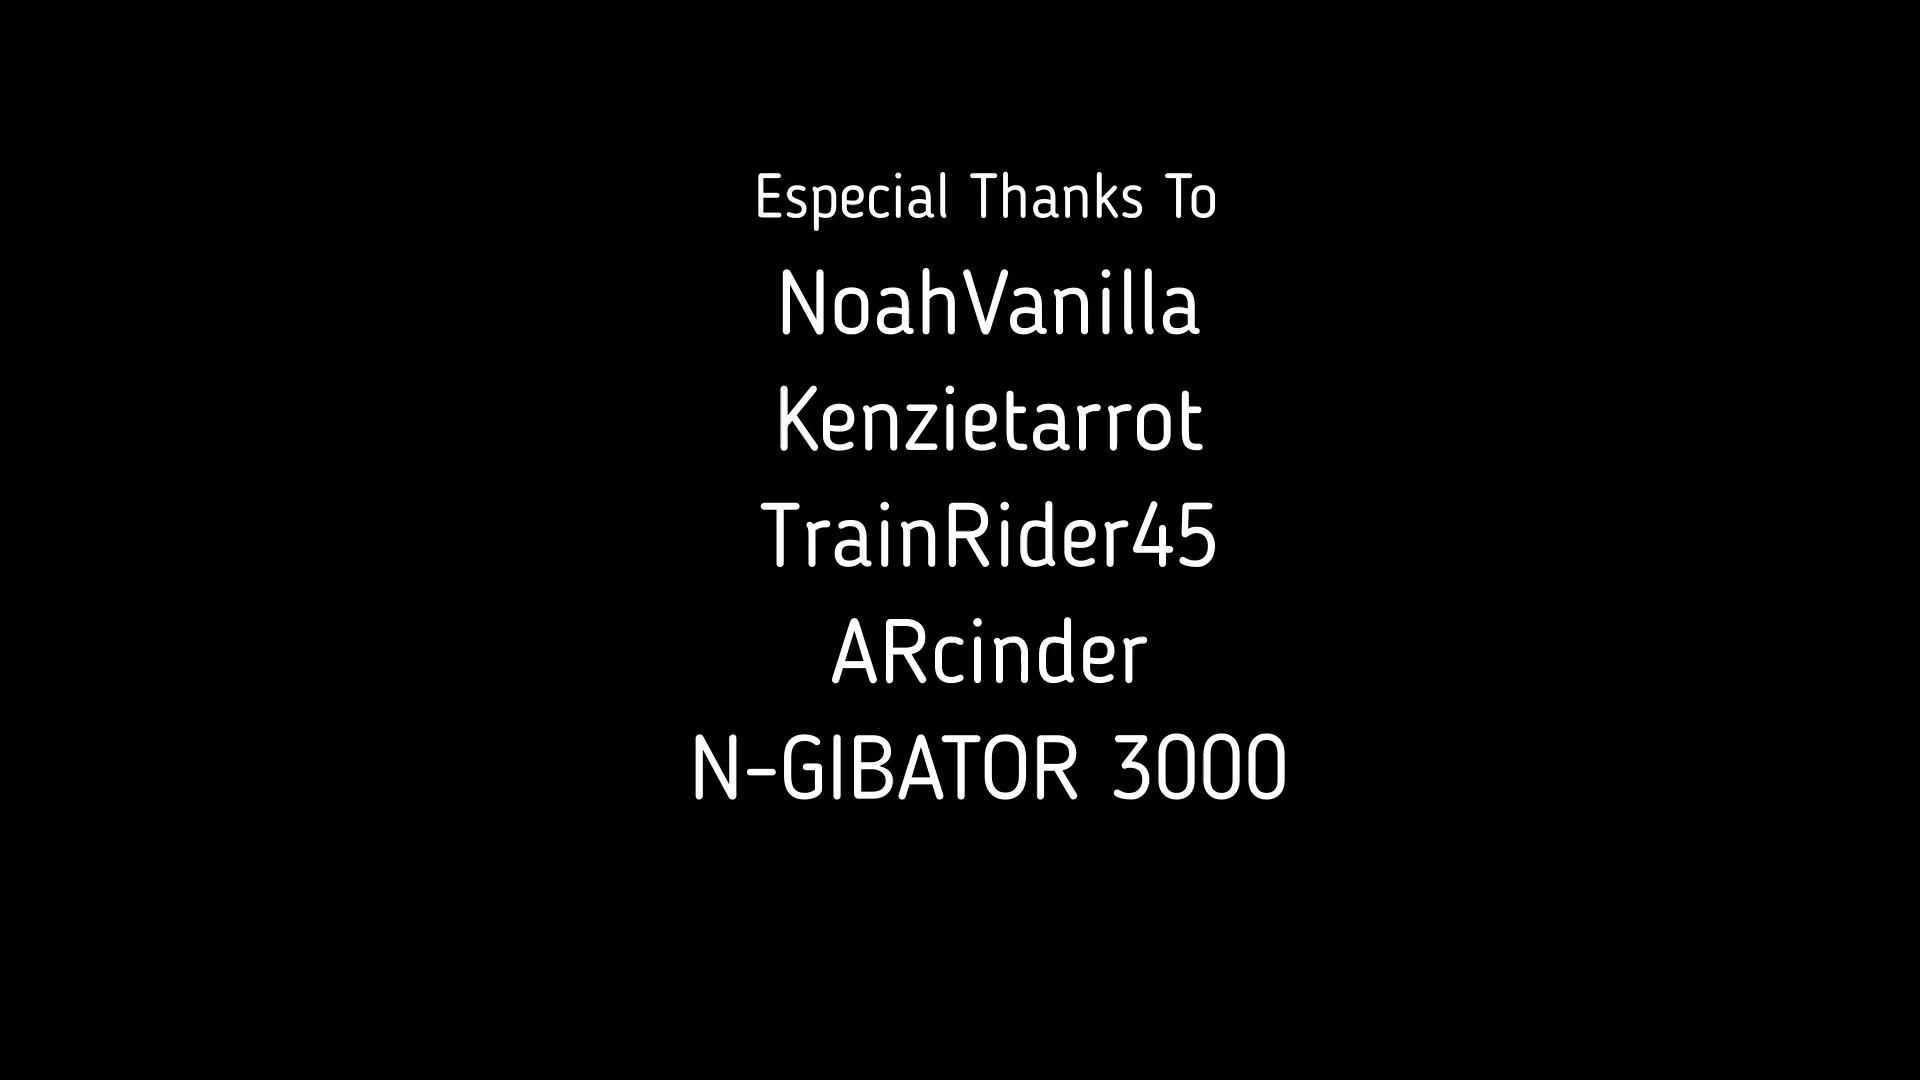 Especial Thanks To
NoahVanilla
Kenzietarrot
TrainRider45
ARcinder
N-GIBATOR 3000